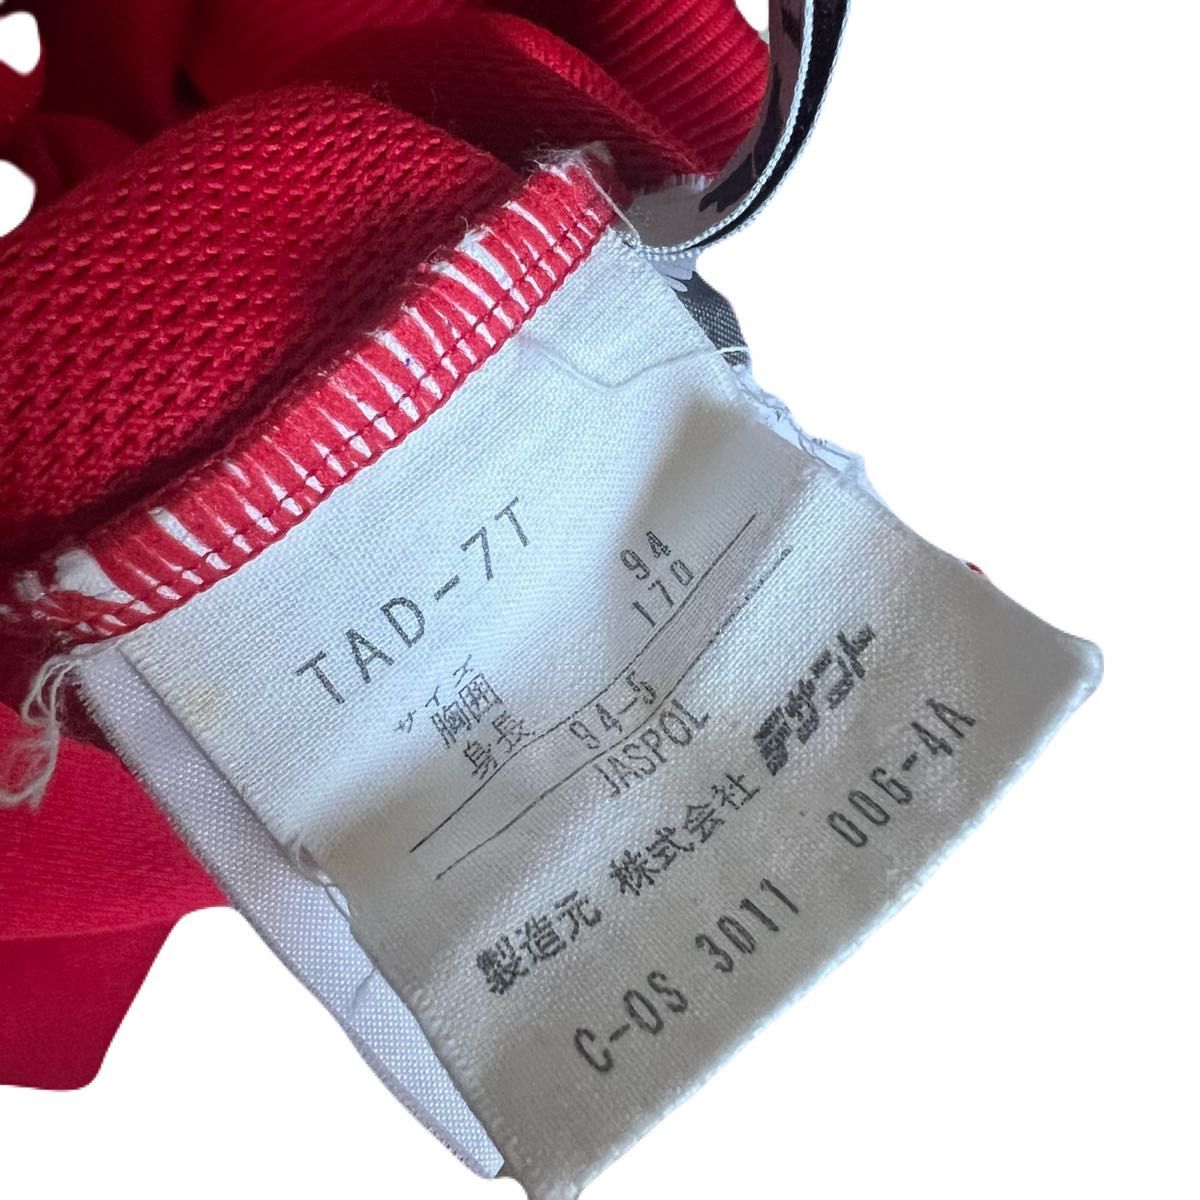 TAD-7T
サイズ
胸囲 94
身長 170
94-5
JASPOL
製造元 株式会社 デサント
C-OS 3011 006-4A